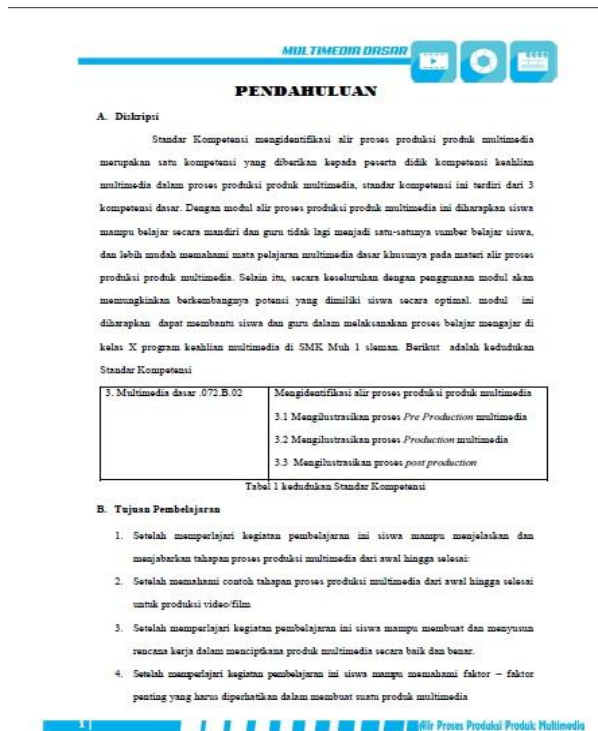 MULTIMEDIA DASAR
PENDAHULUAN
A. Diskripsi
Standar Kompetensi mengidentifikasi alir proses produksi produk multimedia
merupakan satu kompetensi yang diberikan kepada peserta didik kompetensi keahlian
multimedia dalam proses produksi produk multimedia, standar kompetensi ini terdiri dari 3
kompetensi dasar. Dengan modul alir proses produksi produk multimedia ini diharapkan siswa
mampu belajar secara mandiri dan guru tidak lagi menjadi satu-satunya sumber belajar siswa,
dan lebih mudah memahami mata pelajaran multimedia dasar khusunya pada materi alir proses
produksi produk multimedia. Selain itu, secara keseluruhan dengan penggunaan modul akan
memungkinkan berkembangnya potensi yang dimiliki siswa secara optimal. modul ini
diharapkan dapat membantu siswa dan guru dalam melaksanakan proses belajar mengajar di
kelas X program keahlian multimedia di SMK Muh 1 sleman. Berikut adalah kedudukan
Standar Kompetensi
3. Multimedia dasar .072.B.02
Mengidentifikasi alir proses produksi produk multimedia
3.1 Mengilustrasikan proses Pre Production multimedia
3.2 Mengilustrasikan proses Production multimedia
3.3 Mengilustrasikan proses post production
Tabel 1 kedudukan Standar Kompetensi
B. Tujuan Pembelajaran
1. Setelah memperlajari kegiatan pembelajaran ini siswa mampu menjelaskan dan
menjabarkan tahapan proses produksi multimedia dari awal hingga selesai:
2. Setelah memahami contoh tahapan proses produksi multimedia dari awal hingga selesai
untuk produksi video/film
3. Setelah memperlajari kegiatan pembelajaran ini siswa mampu membuat dan menyusun
rencana kerja dalam menciptkana produk multimedia secara baik dan benar.
4. Setelah memperlajari kegiatan pembelajaran ini siswa mampu memahami faktor – faktor
penting yang harus diperhatikan dalam membuat suatu produk multimedia
1 |
Alir Proses Produksi Produk Multimedia